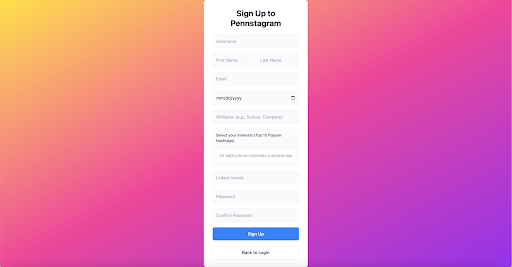 Sign Up to
Pennstagram
Username
First Name Last Name
Email
mm/dd/yyyy
Affiliation (e.g., School, Company)
Select your Interests (Top 10 Popular
Hashtags)
Or add custom interests (comma-sep
Linked nconst
Password
Confirm Password
Sign Up
Back to Login